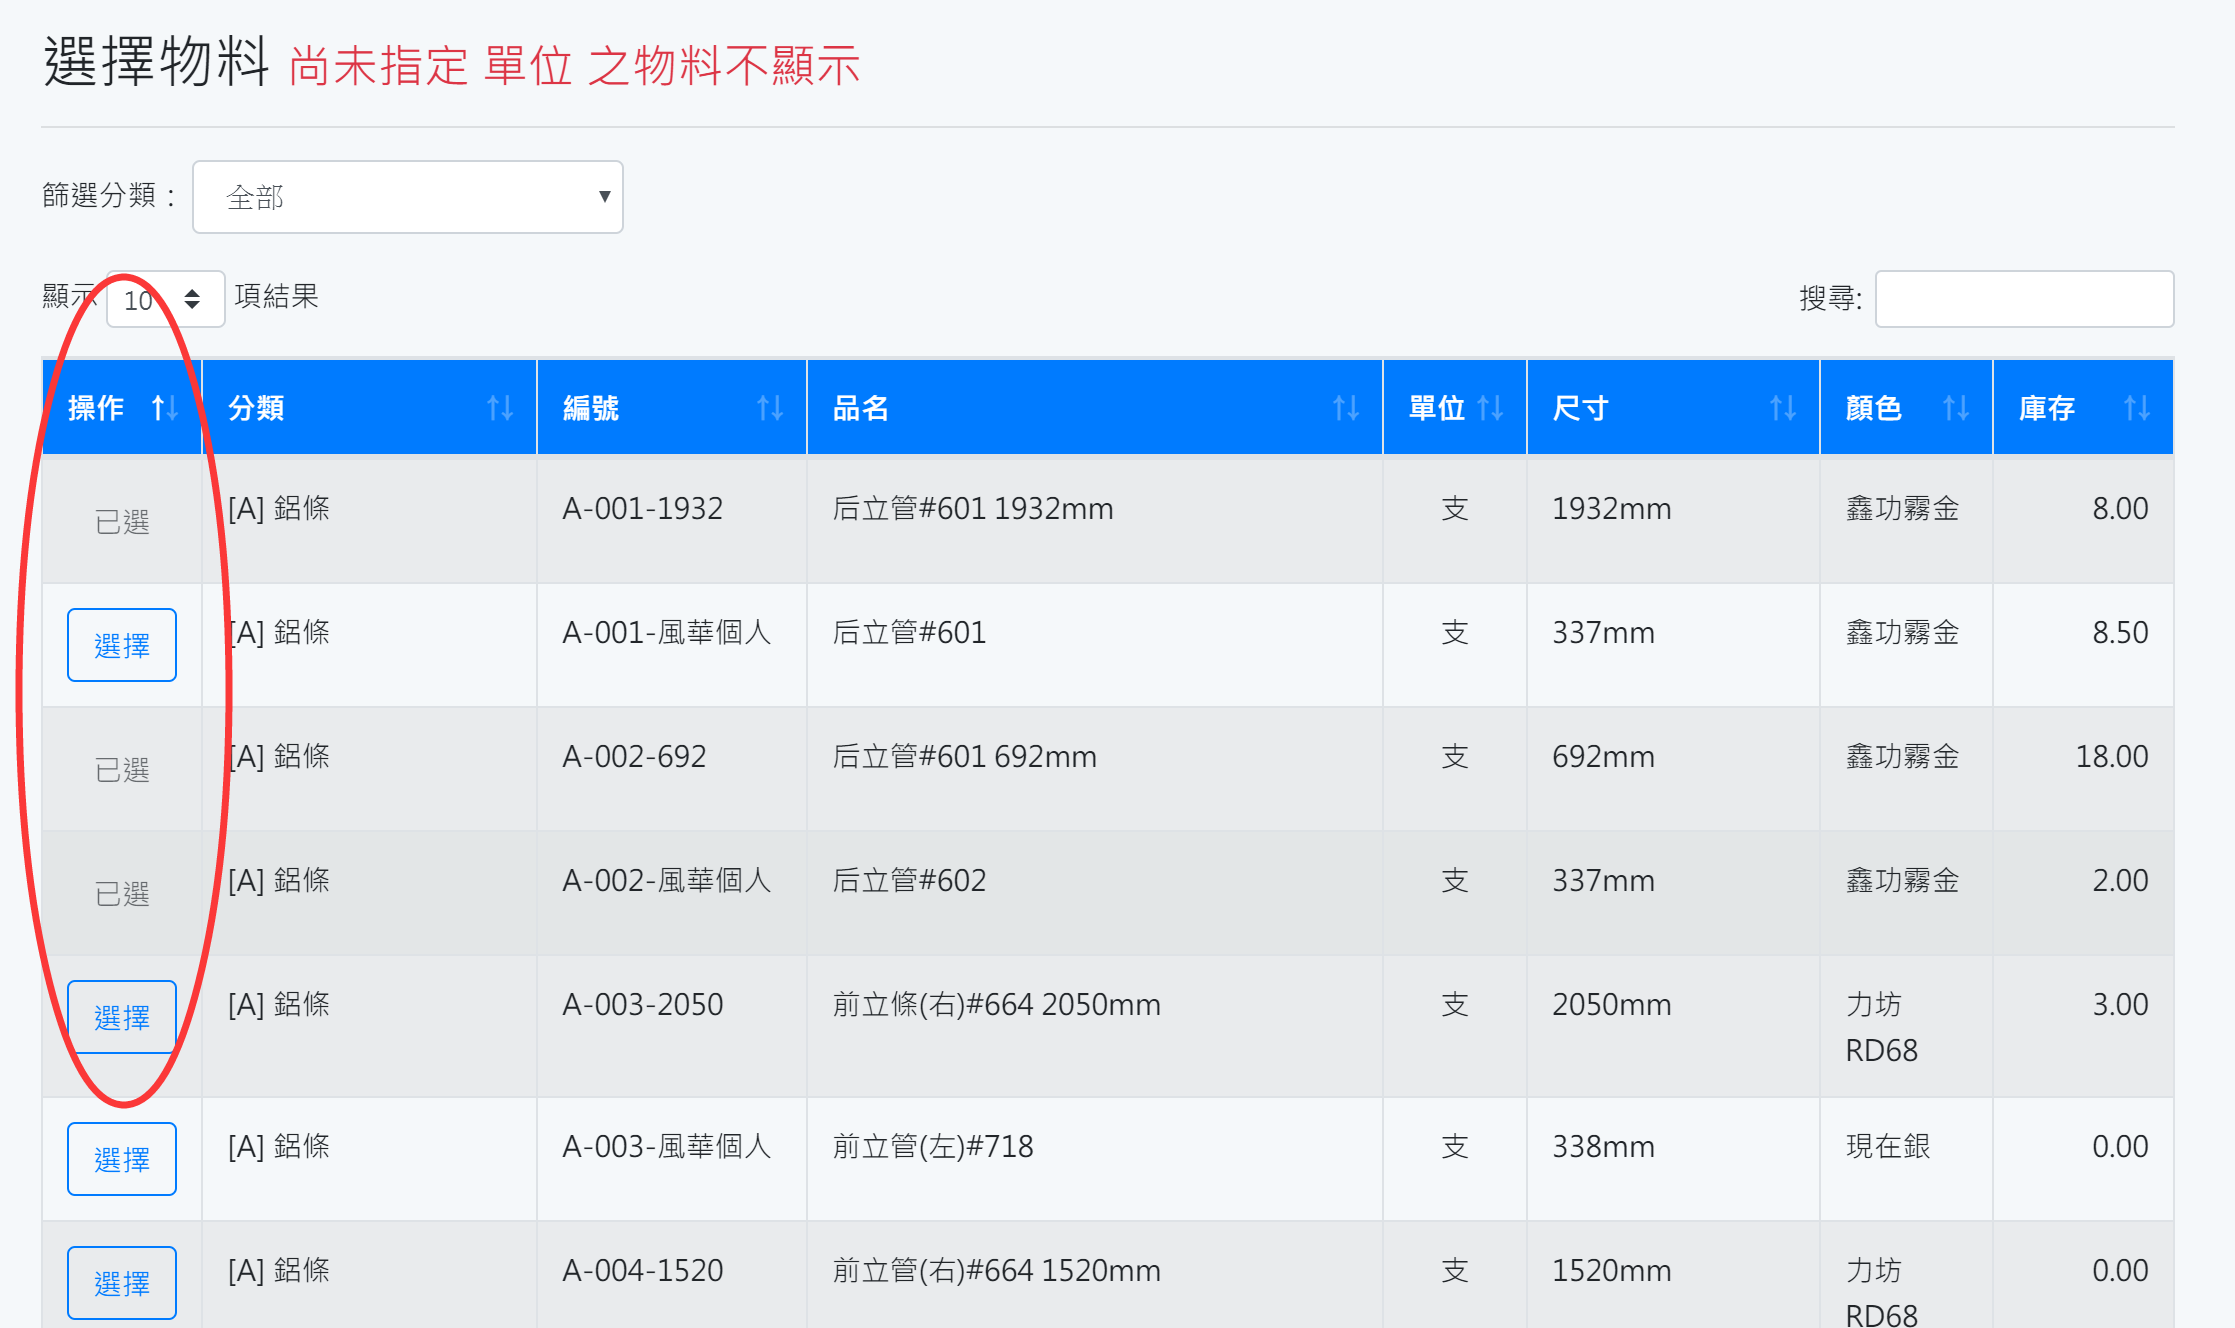 選擇物料 尚未指定 單位 之物料不顯示
篩選分類： 全部
顯示 10 項結果 搜尋:
操作 分類 編號 品名 單位 尺寸 顏色 庫存
已選 [A] 鋁條 A-001-1932 后立管#601 1932mm 支 1932mm 鑫功霧金 8.00
選擇 [A] 鋁條 A-001-風華個人 后立管#601 支 337mm 鑫功霧金 8.50
已選 [A] 鋁條 A-002-692 后立管#601 692mm 支 692mm 鑫功霧金 18.00
已選 [A] 鋁條 A-002-風華個人 后立管#602 支 337mm 鑫功霧金 2.00
選擇 [A] 鋁條 A-003-2050 前立條(右)#664 2050mm 支 2050mm 力坊 3.00
RD68
選擇 [A] 鋁條 A-003-風華個人 前立管(左)#718 支 338mm 現在銀 0.00
選擇 [A] 鋁條 A-004-1520 前立管(右)#664 1520mm 支 1520mm 力坊 0.00
RD68